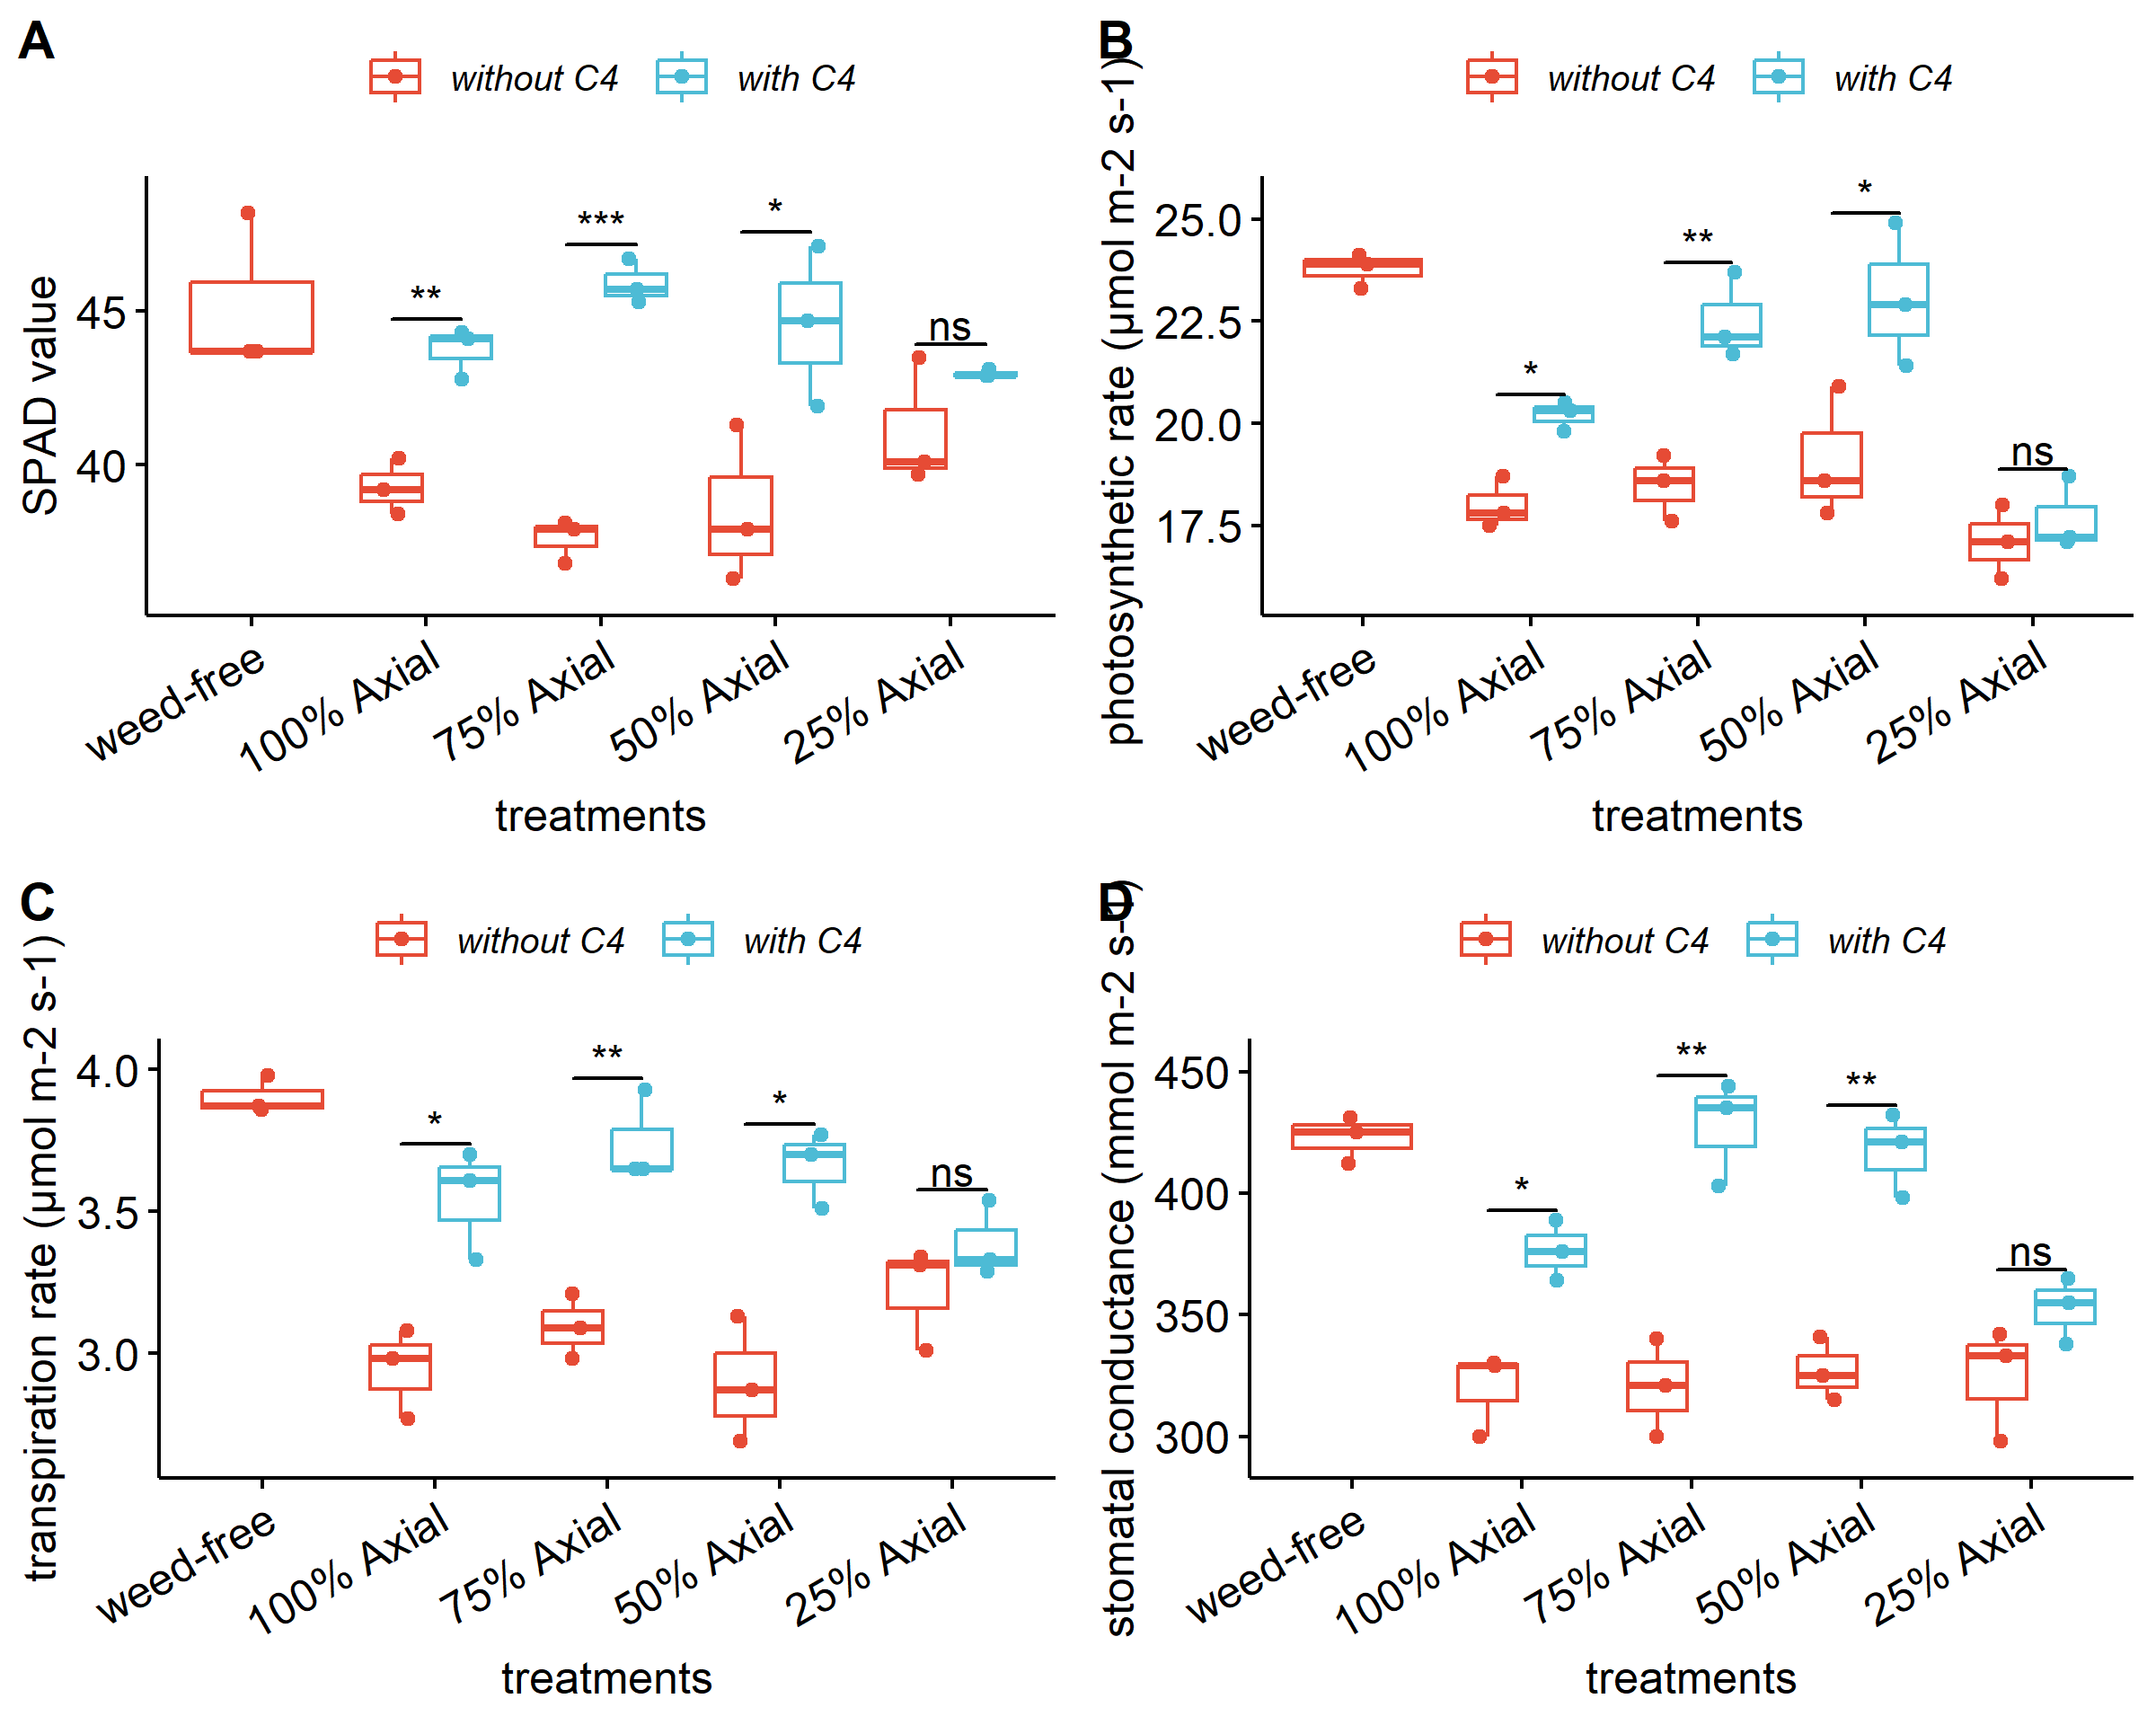 A
without C4 with C4
SPAD value
45
40
** *** * ns
weed-free 100% Axial 75% Axial 50% Axial 25% Axial
treatments
B
without C4 with C4
photosynthetic rate (μmol m-2 s-1)
25.0
22.5
20.0
17.5
* ** * ns
weed-free 100% Axial 75% Axial 50% Axial 25% Axial
treatments
C
without C4 with C4
transpiration rate (μmol m-2 s-1)
4.0
3.5
3.0
* ** * ns
weed-free 100% Axial 75% Axial 50% Axial 25% Axial
treatments
D
without C4 with C4
stomatal conductance (mmol m-2 s-1)
450
400
350
300
* ** ** ns
weed-free 100% Axial 75% Axial 50% Axial 25% Axial
treatments